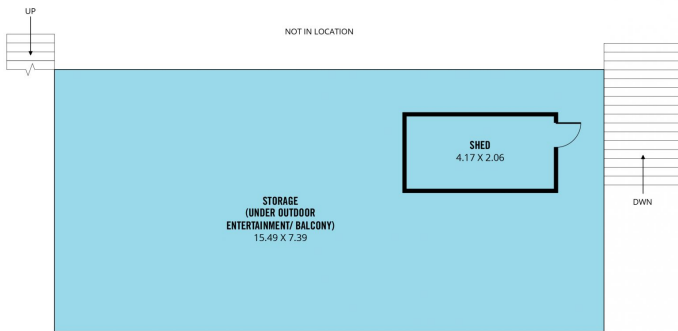 UP
NOT IN LOCATION
SHED
4.17 X 2.06
DWN
STORAGE
(UNDER OUTDOOR
ENTERTAINMENT/ BALCONY)
15.49 X 7.39